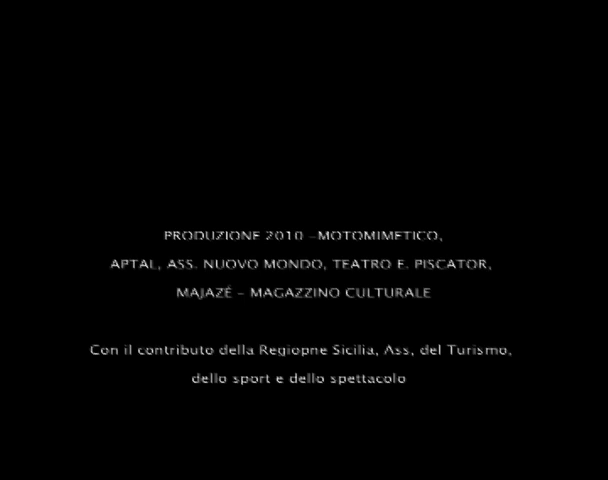 PRODUZIONE 2010 -MOTOMIMETICO,
APTAL, ASS. NUOVO MONDO, TEATRO E. PISCATOR,
MAJAZÉ - MAGAZZINO CULTURALE
Con il contributo della Regiopne Sicilia, Ass, del Turismo,
dello sport e dello spettacolo